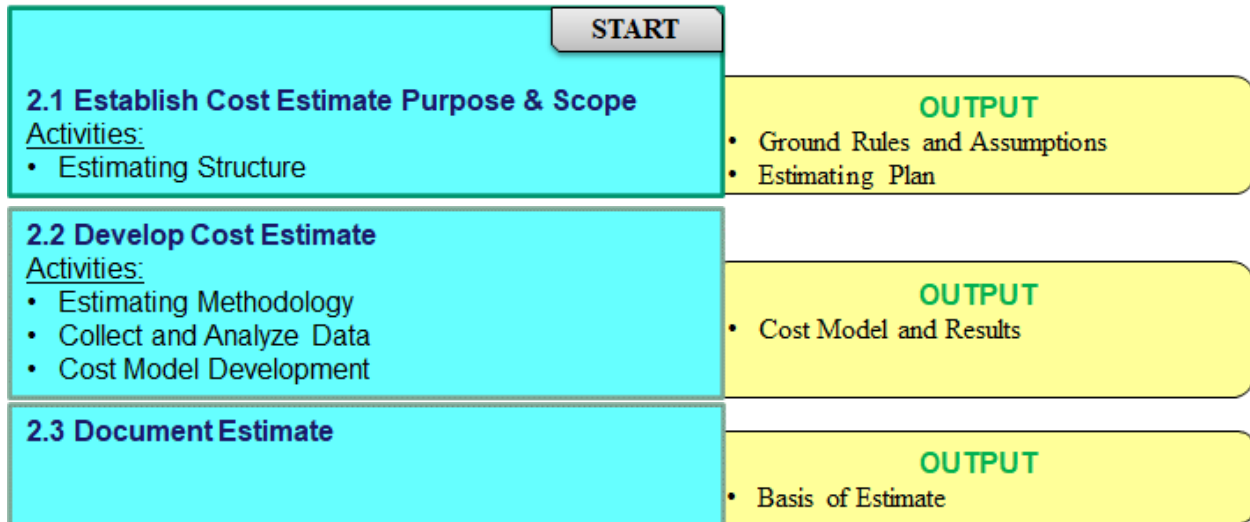 START
2.1 Establish Cost Estimate Purpose & Scope
Activities:
• Estimating Structure
OUTPUT
• Ground Rules and Assumptions
• Estimating Plan
2.2 Develop Cost Estimate
Activities:
• Estimating Methodology
• Collect and Analyze Data
• Cost Model Development
OUTPUT
• Cost Model and Results
2.3 Document Estimate
OUTPUT
• Basis of Estimate